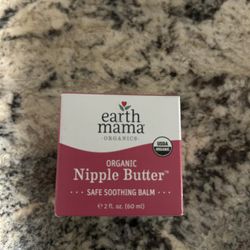 earth
mama®
ORGANICS
USDA
ORGANIC
ORGANIC
Nipple Butter™
SAFE SOOTHING BALM
℮ 2 fl. oz. (60 ml)